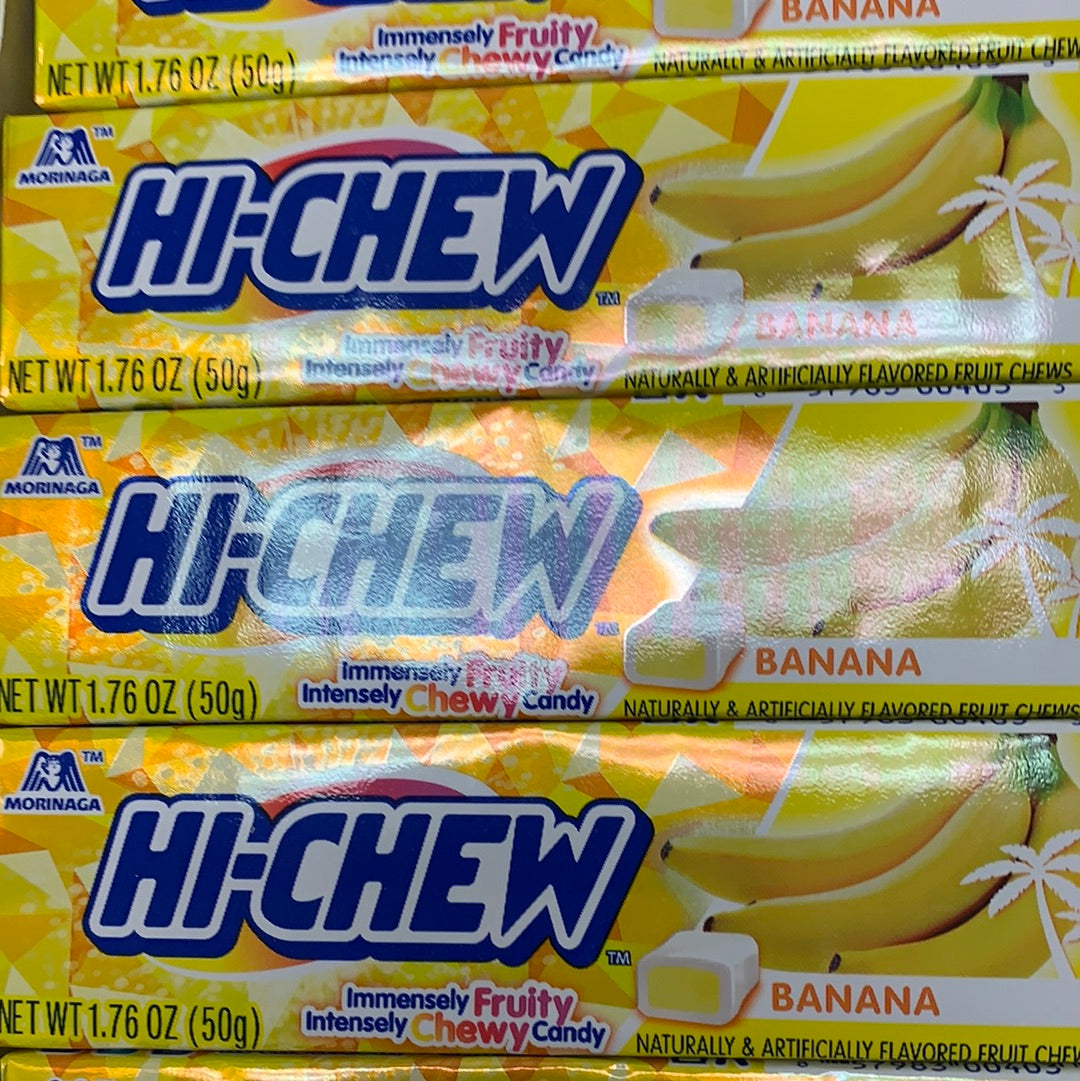 BANANA
Immensely Fruity
Intensely Chewy Candy
NET WT 1.76 OZ (50g)
NATURALLY & ARTIFICIALLY FLAVORED FRUIT CHEW
TM
MORINAGA
HI-CHEW
TM
BANANA
Immensely Fruity
Intensely Chewy Candy
NET WT 1.76 OZ (50g)
NATURALLY & ARTIFICIALLY FLAVORED FRUIT CHEWS
TM
MORINAGA
HI-CHEW
TM
BANANA
Immensely Fruity
Intensely Chewy Candy
NET WT 1.76 OZ (50g)
NATURALLY & ARTIFICIALLY FLAVORED FRUIT CHEWS
TM
MORINAGA
HI-CHEW
TM
BANANA
Immensely Fruity
Intensely Chewy Candy
NET WT 1.76 OZ (50g)
NATURALLY & ARTIFICIALLY FLAVORED FRUIT CHEW